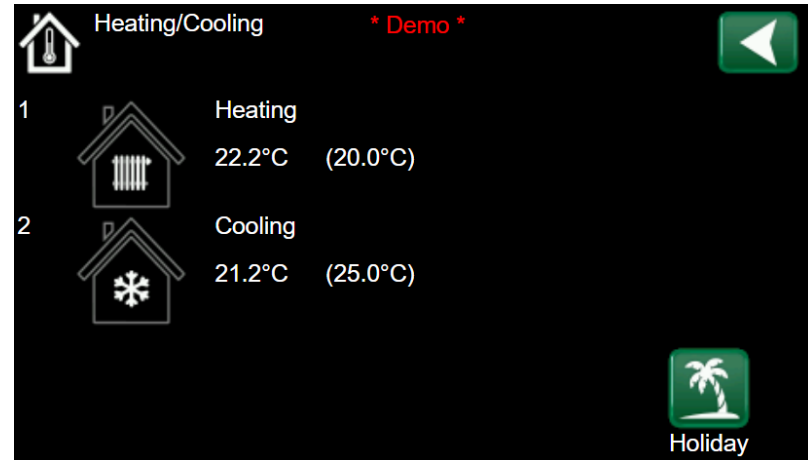 Heating/Cooling * Demo *
1 Heating
22.2°C (20.0°C)
2 Cooling
21.2°C (25.0°C)
Holiday